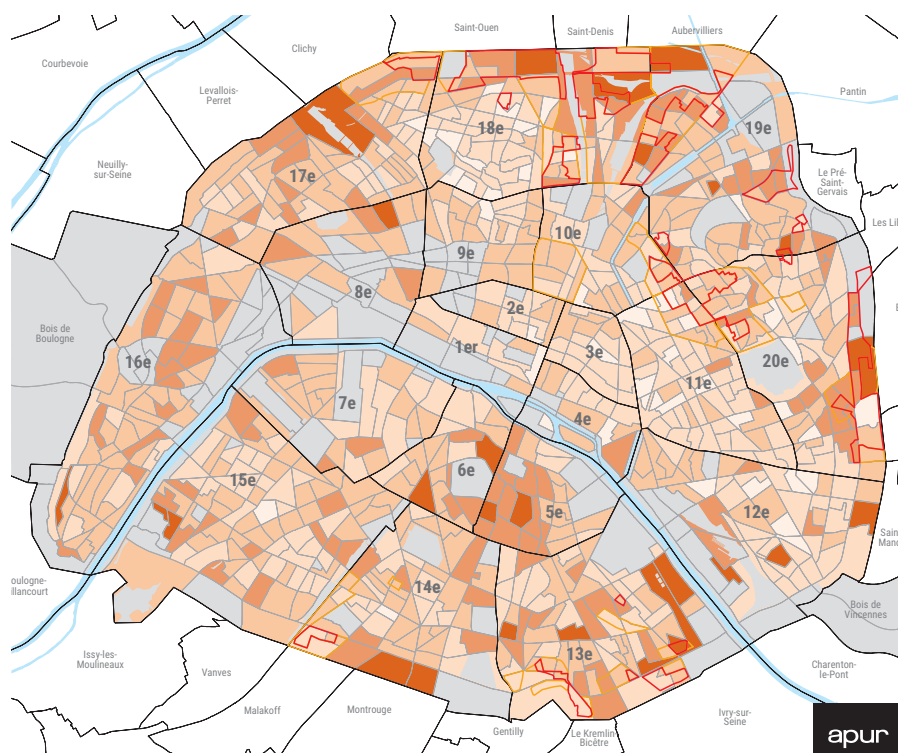 Saint-Ouen
Saint-Denis
Aubervilliers
Clichy
Courbevoie
Levallois-
Perret
Pantin
18e
19e
Neuilly-
sur-Seine
17e
Le Pré-
Saint-
Gervais
Les Lil
10e
9e
8e
2e
Bois de
Boulogne
1er
3e
16e
20e
11e
7e
4e
6e
15e
5e
12e
Sain
Mand
oulogne-
illancourt
14e
Bois de
Vincennes
13e
Issy-les-
Moulineaux
Vanves
Charenton-
le-Pont
Malakoff
Montrouge
Ivry-sur-
Seine
Gentilly
Le Kremlin-
Bicêtre
apur